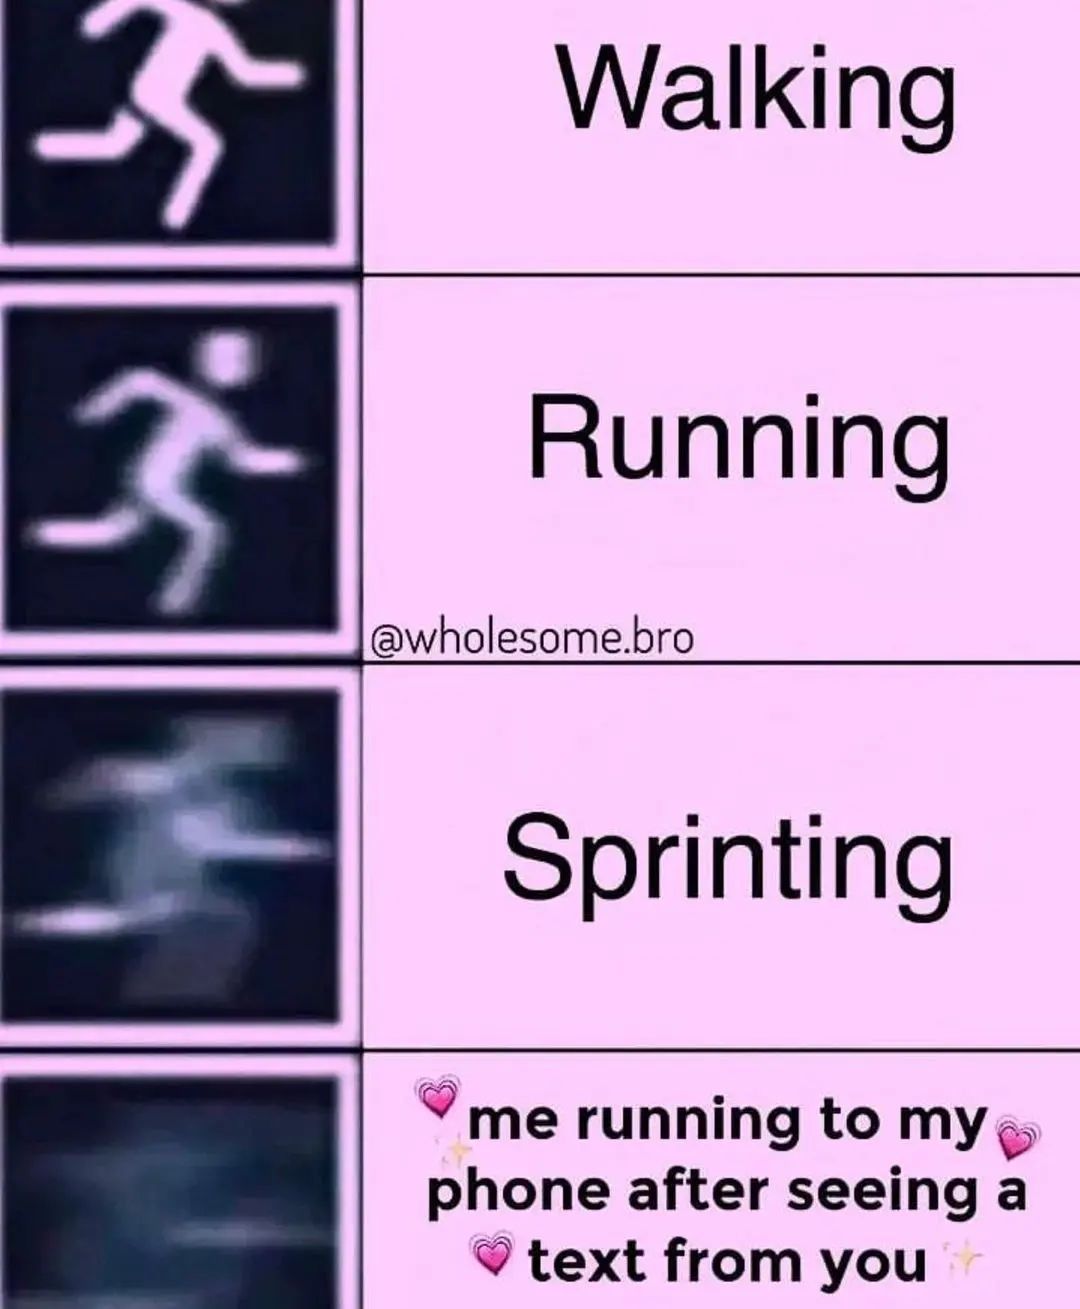 Walking
Running
@wholesome.bro
Sprinting
me running to my
phone after seeing a
text from you